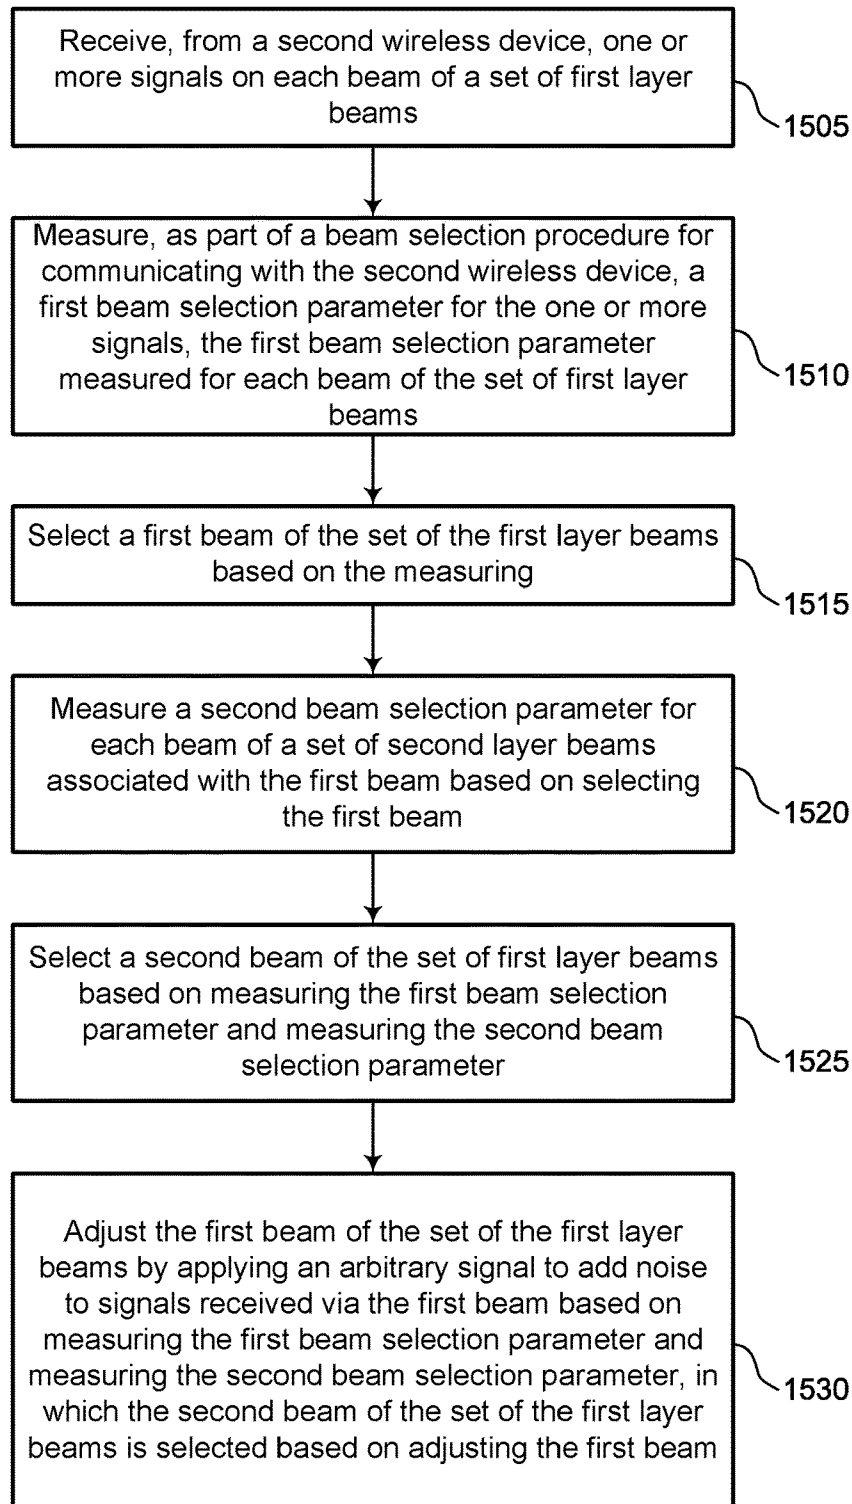 Receive, from a second wireless device, one or
more signals on each beam of a set of first layer
beams
1505
Measure, as part of a beam selection procedure for
communicating with the second wireless device, a
first beam selection parameter for the one or more
signals, the first beam selection parameter
measured for each beam of the set of first layer
beams
1510
Select a first beam of the set of the first layer beams
based on the measuring
1515
Measure a second beam selection parameter for
each beam of a set of second layer beams
associated with the first beam based on selecting
the first beam
1520
Select a second beam of the set of first layer beams
based on measuring the first beam selection
parameter and measuring the second beam
selection parameter
1525
Adjust the first beam of the set of the first layer
beams by applying an arbitrary signal to add noise
to signals received via the first beam based on
measuring the first beam selection parameter and
measuring the second beam selection parameter, in
which the second beam of the set of the first layer
beams is selected based on adjusting the first beam
1530